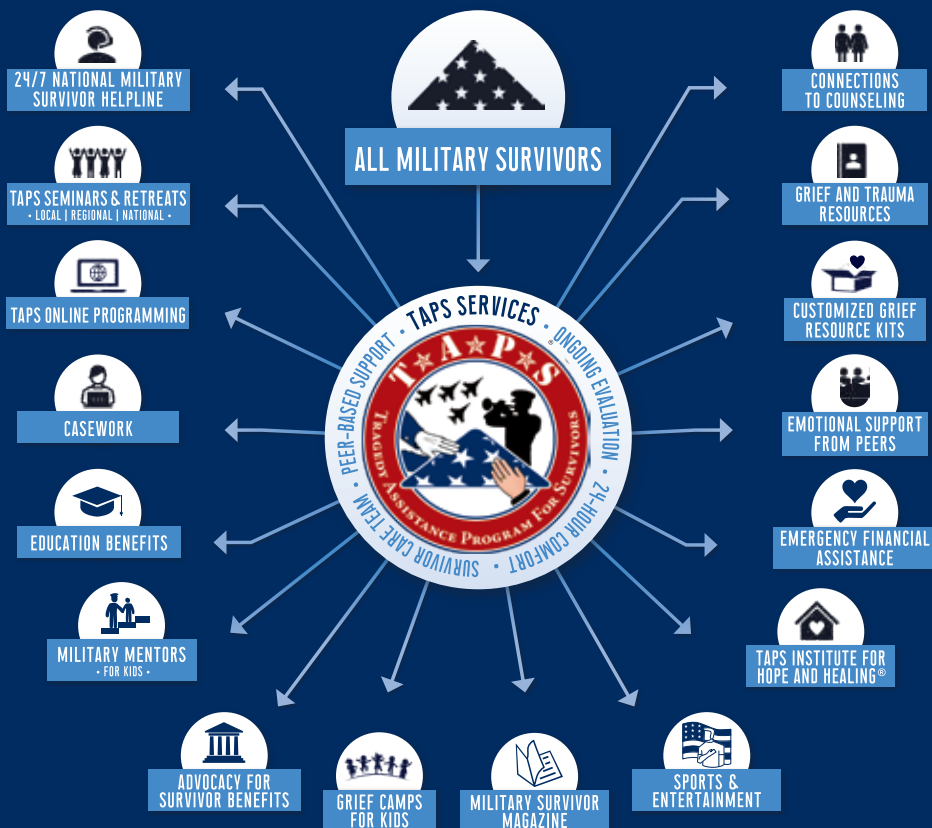 ALL MILITARY SURVIVORS
24/7 NATIONAL MILITARY
SURVIVOR HELPLINE
TAPS SEMINARS & RETREATS
• LOCAL | REGIONAL | NATIONAL •
TAPS ONLINE PROGRAMMING
CASEWORK
EDUCATION BENEFITS
MILITARY MENTORS
• FOR KIDS •
ADVOCACY FOR
SURVIVOR BENEFITS
GRIEF CAMPS
FOR KIDS
MILITARY SURVIVOR
MAGAZINE
SPORTS &
ENTERTAINMENT
TAPS INSTITUTE FOR
HOPE AND HEALING®
EMERGENCY FINANCIAL
ASSISTANCE
EMOTIONAL SUPPORT
FROM PEERS
CUSTOMIZED GRIEF
RESOURCE KITS
GRIEF AND TRAUMA
RESOURCES
CONNECTIONS
TO COUNSELING
TAPS SERVICES • ONGOING EVALUATION • 24-HOUR COMFORT • SURVIVOR CARE TEAM • PEER-BASED SUPPORT •
T★A★P★S ®
TRAGEDY ASSISTANCE PROGRAM FOR SURVIVORS